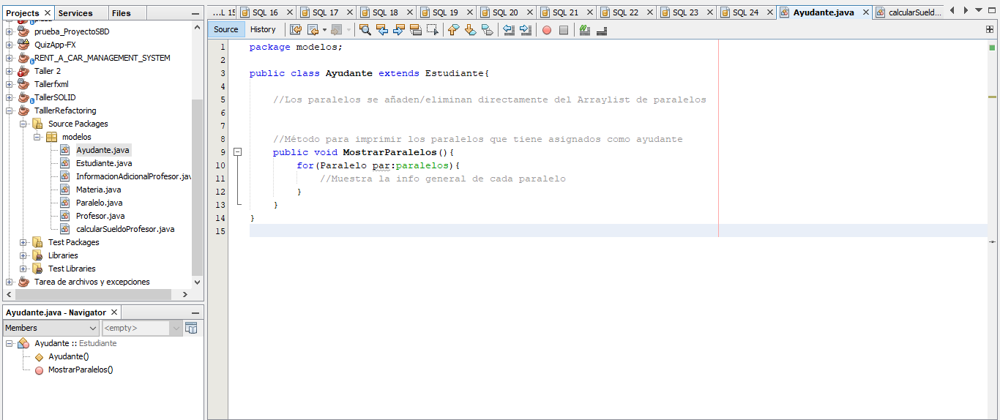 Projects
Services
Files
prueba_ProyectoSBD
QuizApp-FX
RENT_A_CAR_MANAGEMENT_SYSTEM
Taller 2
Tallerfxml
TallerSOLID
TalllerRefactoring
Source Packages
modelos
Ayudante.java
Estudiante.java
InformacionAdicionalProfesor.jav
Materia.java
Paralelo.java
Profesor.java
calcularSueldoProfesor.java
Test Packages
Libraries
Test Libraries
Tarea de archivos y excepciones
Ayudante.java - Navigator
Members
<empty>
Ayudante :: Estudiante
Ayudante()
MostrarParalelos()
...L 15
SQL 16
SQL 17
SQL 18
SQL 19
SQL 20
SQL 21
SQL 22
SQL 23
SQL 24
Ayudante.java
calcularSueld...
Source
History
1 package modelos;
2
3 public class Ayudante extends Estudiante{
4
5 //Los paralelos se añaden/eliminan directamente del Arraylist de paralelos
6
7
8 //Método para imprimir los paralelos que tiene asignados como ayudante
9 public void MostrarParalelos(){
10 for(Paralelo par:paralelos){
11 //Muestra la info general de cada paralelo
12 }
13 }
14 }
15